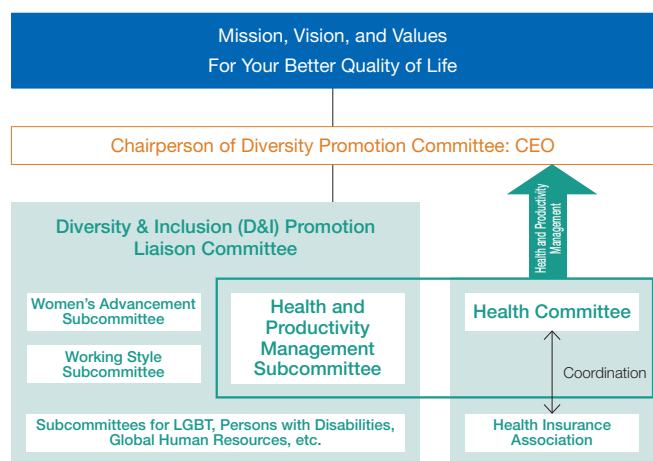 Mission, Vision, and Values
For Your Better Quality of Life
Chairperson of Diversity Promotion Committee: CEO
Health and Productivity
Management
Diversity & Inclusion (D&I) Promotion
Liaison Committee
Women's Advancement
Subcommittee
Working Style
Subcommittee
Health and
Productivity
Management
Subcommittee
Subcommittees for LGBT, Persons with Disabilities,
Global Human Resources, etc.
Health Committee
Coordination
Health Insurance
Association